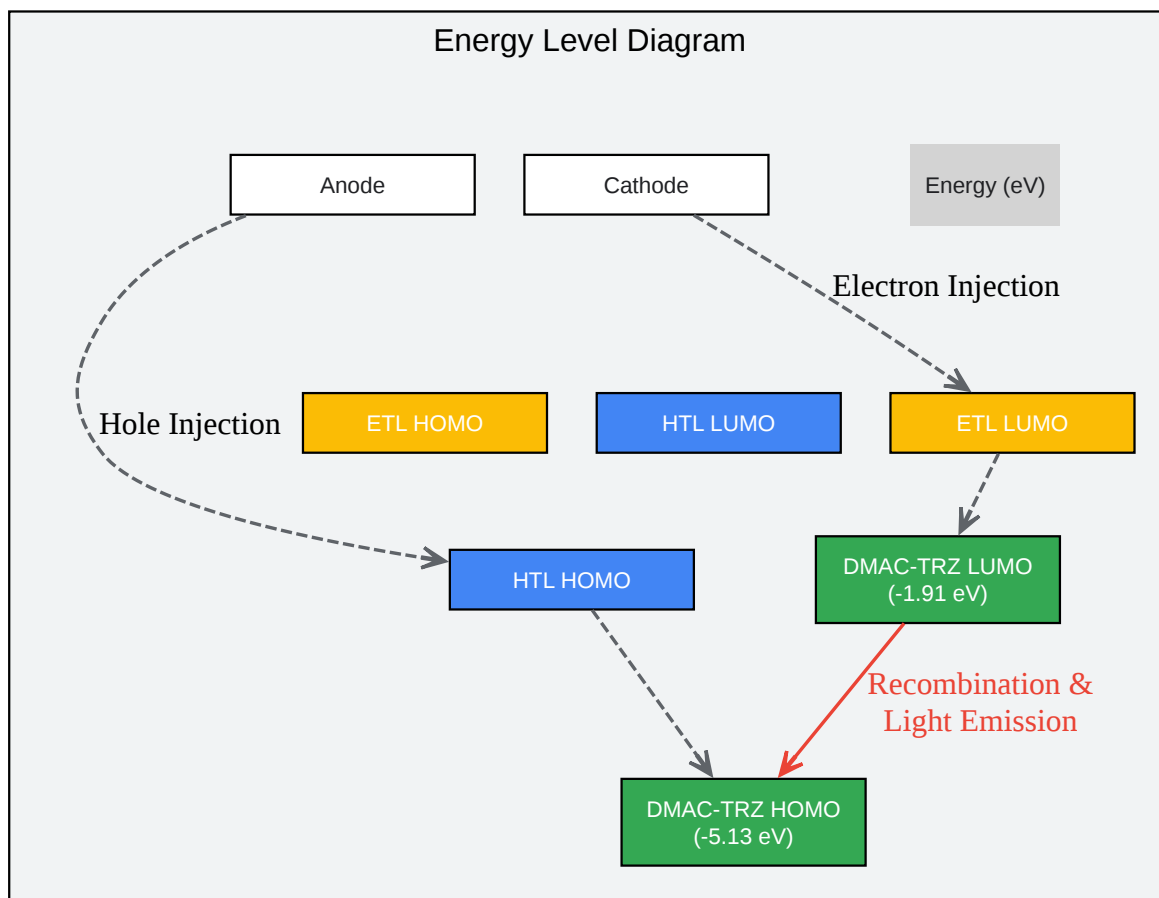 Energy Level Diagram
Anode
Cathode
Energy (eV)
Electron Injection
Hole Injection
ETL HOMO
HTL LUMO
ETL LUMO
HTL HOMO
DMAC-TRZ LUMO
(-1.91 eV)
Recombination &
Light Emission
DMAC-TRZ HOMO
(-5.13 eV)